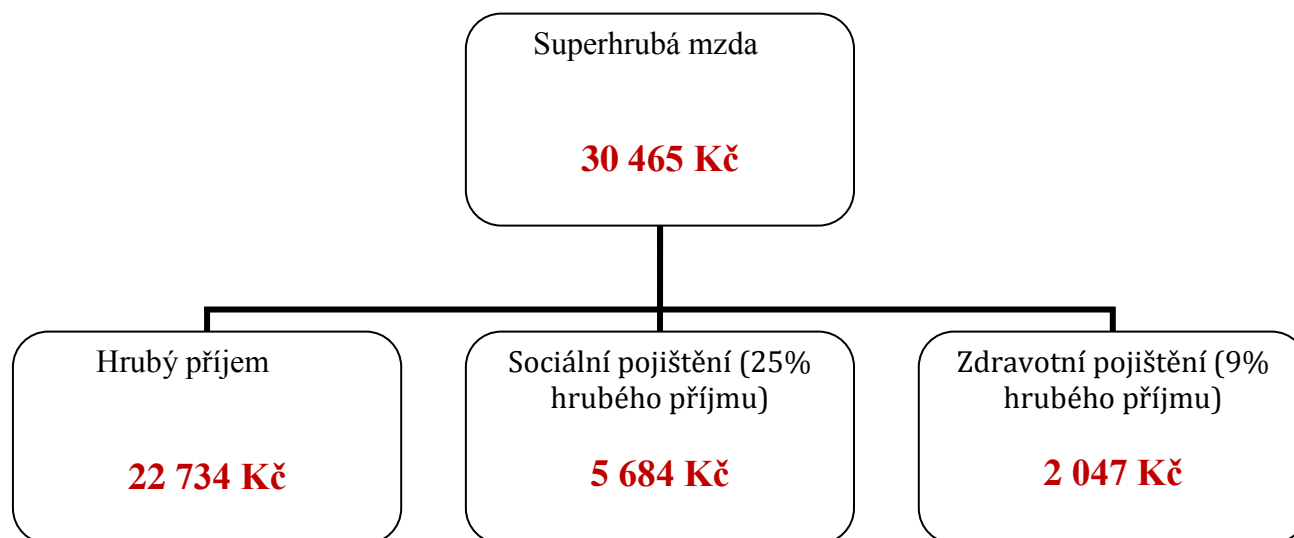 Superhrubá mzda
30 465 Kč
Hrubý příjem
22 734 Kč
Sociální pojištění (25%
hrubého příjmu)
5 684 Kč
Zdravotní pojištění (9%
hrubého příjmu)
2 047 Kč